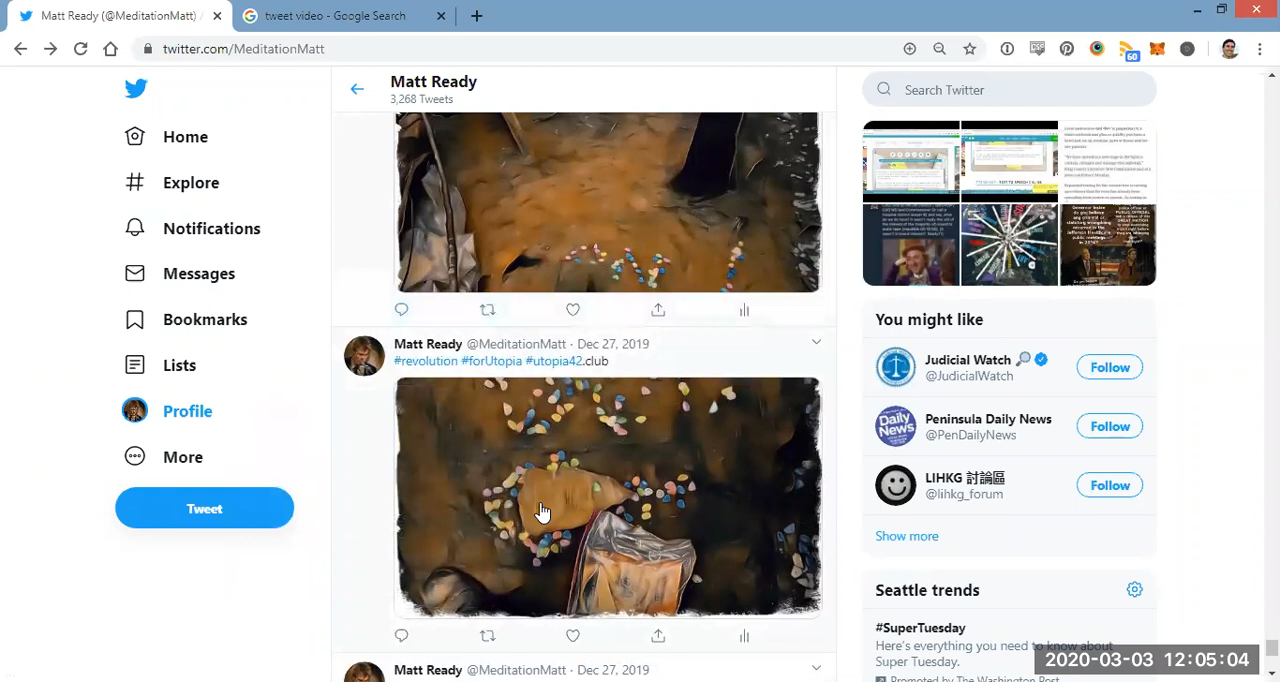 Matt Ready (@MeditationMatt) /
tweet video - Google Search
twitter.com/MeditationMatt
60
Home
Explore
Notifications
Messages
Bookmarks
Lists
Profile
More
Tweet
Matt Ready
3,268 Tweets
Matt Ready @MeditationMatt · Dec 27, 2019
#revolution #forUtopia #utopia42.club
Matt Ready @MeditationMatt · Dec 27, 2019
Search Twitter
You might like
Judicial Watch
@JudicialWatch
Follow
Daily News
Peninsula Daily News
@PenDailyNews
Follow
LIHKG 討論區
@lihkg_forum
Follow
Show more
Seattle trends
#SuperTuesday
Here's everything you need to know about
Super Tuesday.
Promoted by The Washington Post
2020-03-03 12:05:04